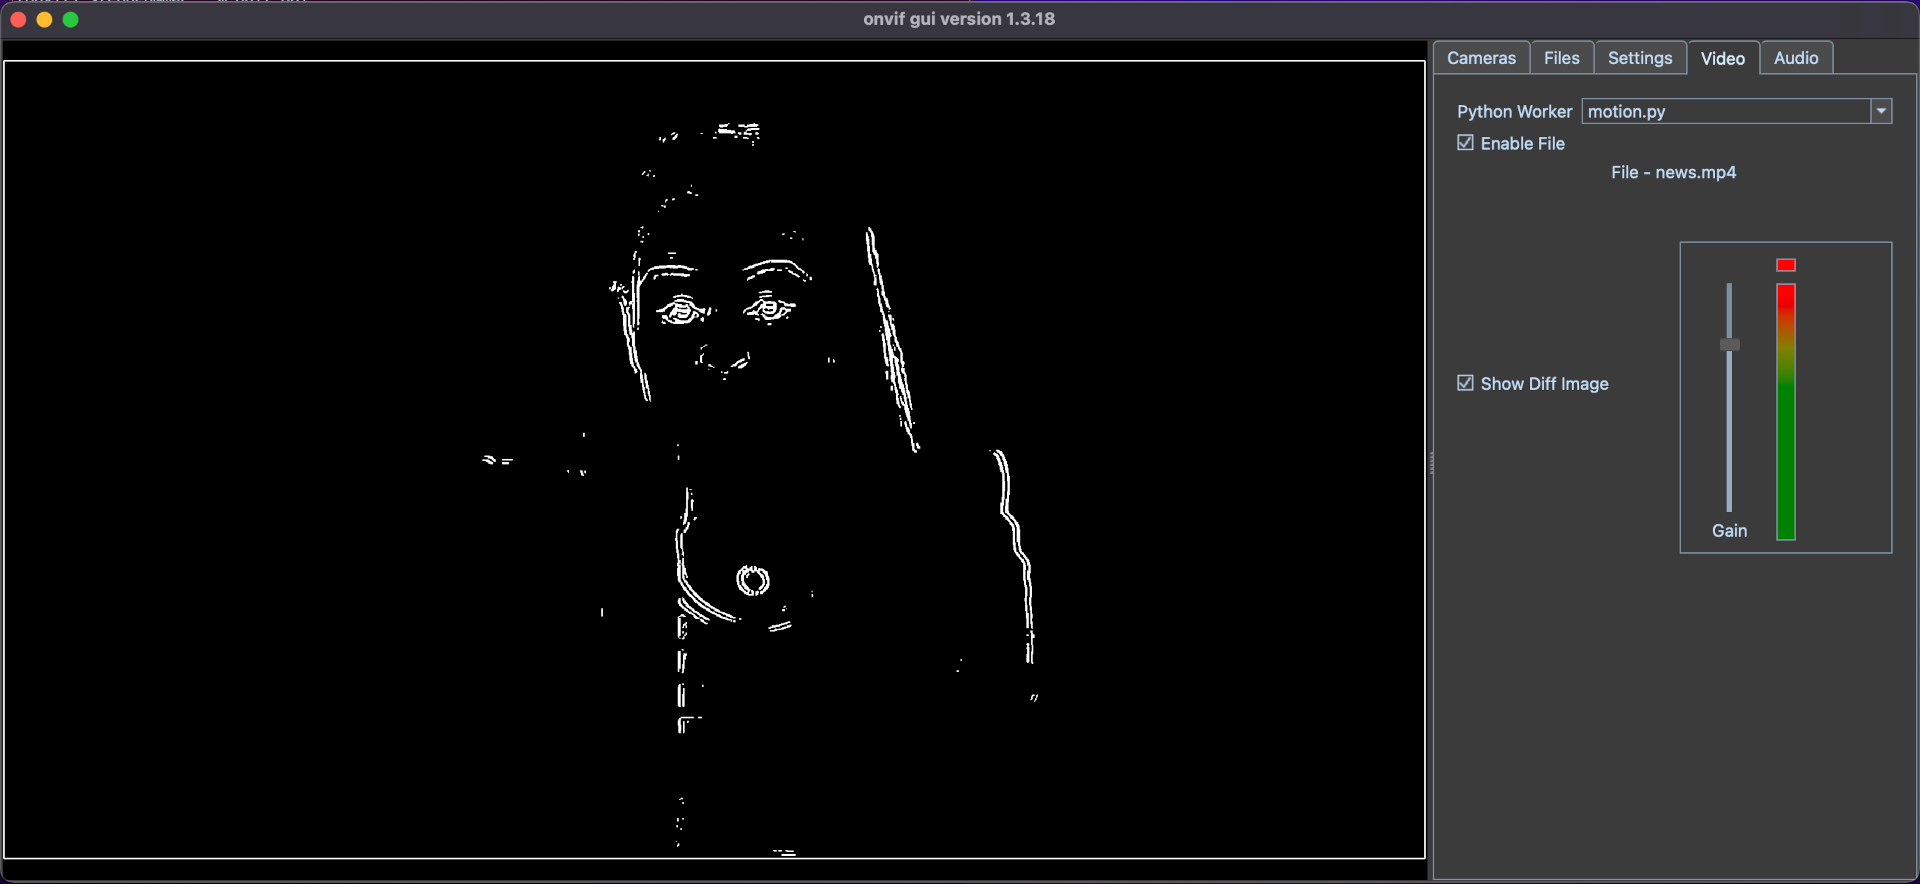 onvif gui version 1.3.18
Cameras Files Settings Video Audio
Python Worker motion.py
Enable File
File - news.mp4
Show Diff Image
Gain